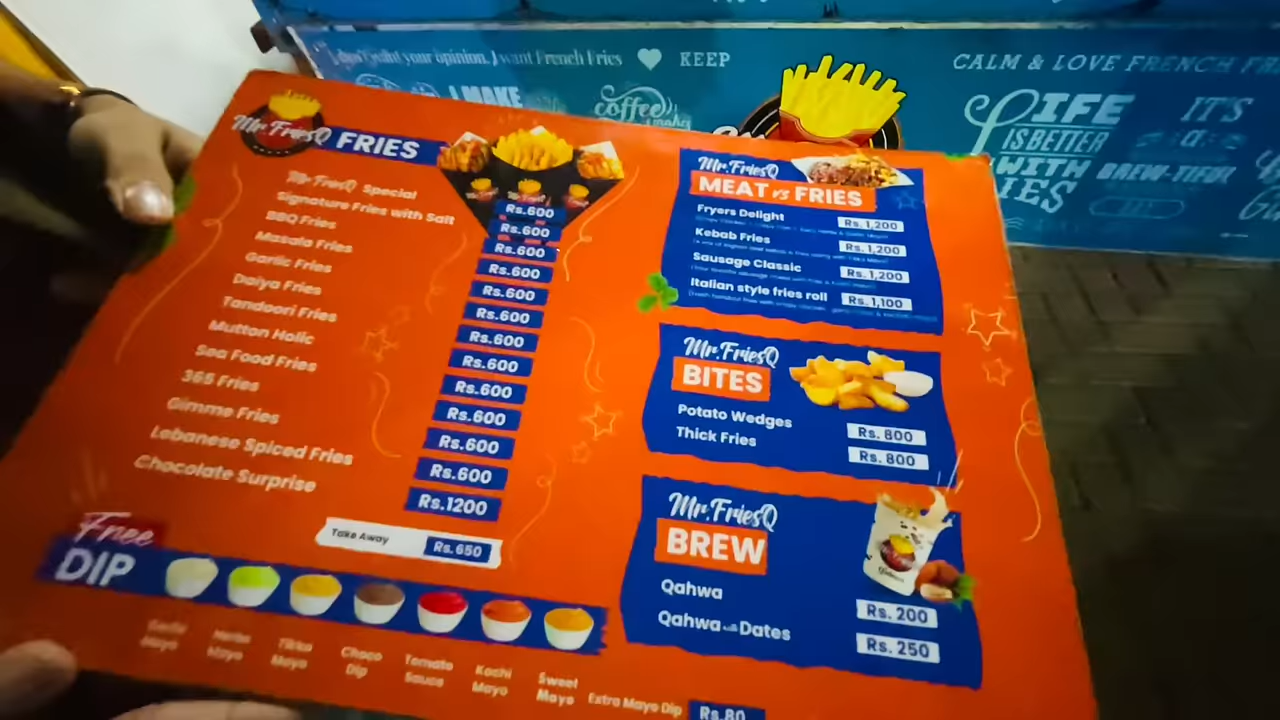 I don't want your opinion, I want French Fries
KEEP
CALM & LOVE FRENCH FR
I MAKE
coffee
LIFE
IS BETTER
WITH
IES
IT'S
a
BREW-TIFUL
Mr.FriesQ FRIES
Mr.FriesQ Special Rs.600
Signature Fries with Salt Rs.600
BBQ Fries Rs.600
Masala Fries Rs.600
Garlic Fries Rs.600
Daiya Fries Rs.600
Tandoori Fries Rs.600
Mutton Holic Rs.600
Sea Food Fries Rs.600
365 Fries Rs.600
Gimme Fries Rs.600
Lebanese Spiced Fries Rs.600
Chocolate Surprise Rs.1200
Take Away Rs.650
Free
DIP
Garlic Mayo
Herbs Mayo
Tikka Mayo
Choco Dip
Tomato Sauce
Kochi Mayo
Sweet Mayo
Extra Mayo Dip Rs.80
Mr.FriesQ
MEAT vs FRIES
Fryers Delight Rs.1,200
Kebab Fries Rs.1,200
Sausage Classic Rs.1,200
Italian style fries roll Rs.1,100
Mr.FriesQ
BITES
Potato Wedges Rs. 800
Thick Fries Rs. 800
Mr.FriesQ
BREW
Qahwa Rs. 200
Qahwa with Dates Rs. 250